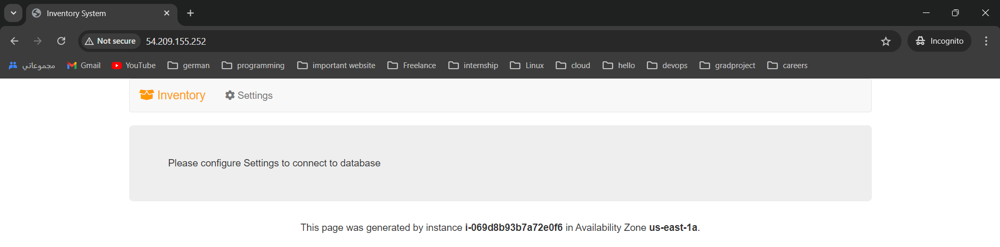 Inventory System
Not secure 54.209.155.252 Incognito
مجموعاتي Gmail YouTube german programming important website Freelance internship Linux cloud hello devops gradproject careers
Inventory Settings
Please configure Settings to connect to database
This page was generated by instance i-069d8b93b7a72e0f6 in Availability Zone us-east-1a.